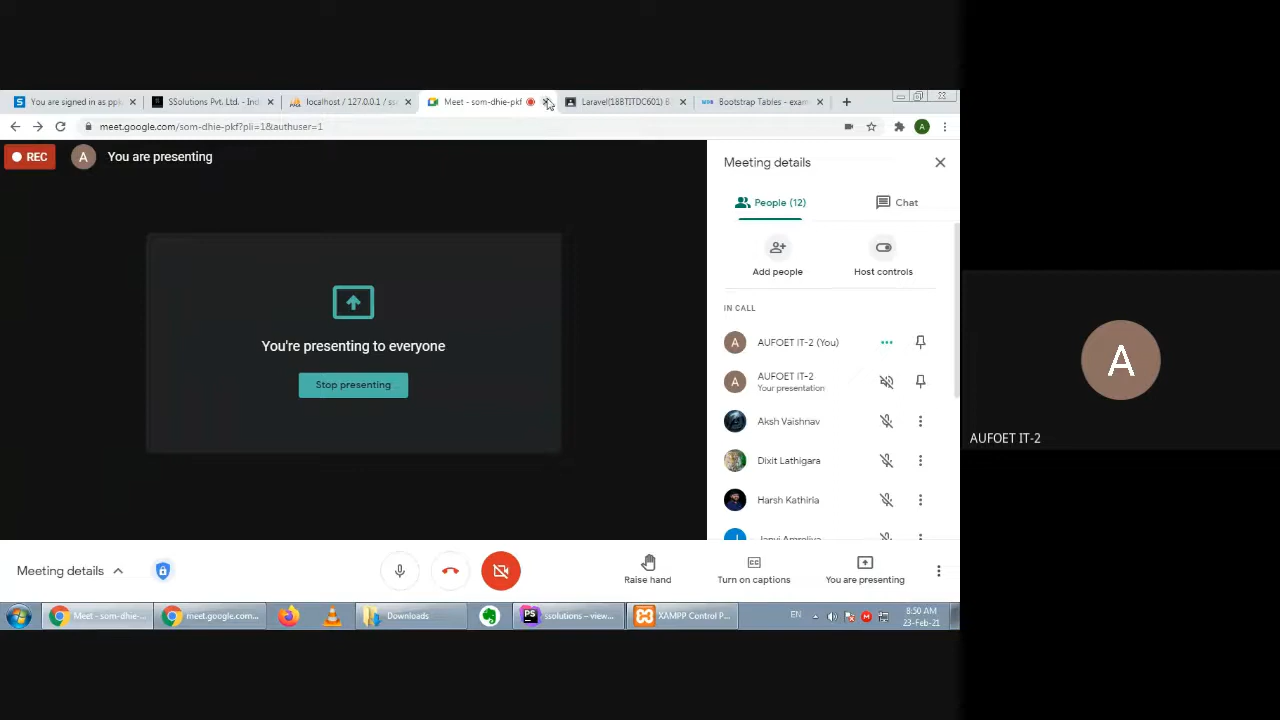 You are signed in as ppk
SSolutions Pvt. Ltd. - Ind
localhost / 127.0.0.1 / sso
Meet - som-dhie-pkf
Laravel(18BTITDC601) B
Bootstrap Tables - exam
meet.google.com/som-dhie-pkf?pli=1&authuser=1
A
REC
A
You are presenting
You're presenting to everyone
Stop presenting
Meeting details
People (12)
Chat
Add people
Host controls
IN CALL
A
AUFOET IT-2 (You)
A
AUFOET IT-2
Your presentation
Aksh Vaishnav
Dixit Lathigara
Harsh Kathiria
Meeting details
Raise hand
CC
Turn on captions
You are presenting
Meet - som-dhie-...
meet.google.com...
Downloads
PS
ssolutions – view...
XAMPP Control P...
EN
8:50 AM
23-Feb-21
A
AUFOET IT-2